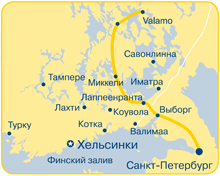 Valamo
Савонлинна
Тампере
Миккели
Иматра
Лаппеенранта
Лахти
Коувола
Выборг
Турку
Котка
Валимаа
Хельсинки
Финский залив
Санкт-Петербург